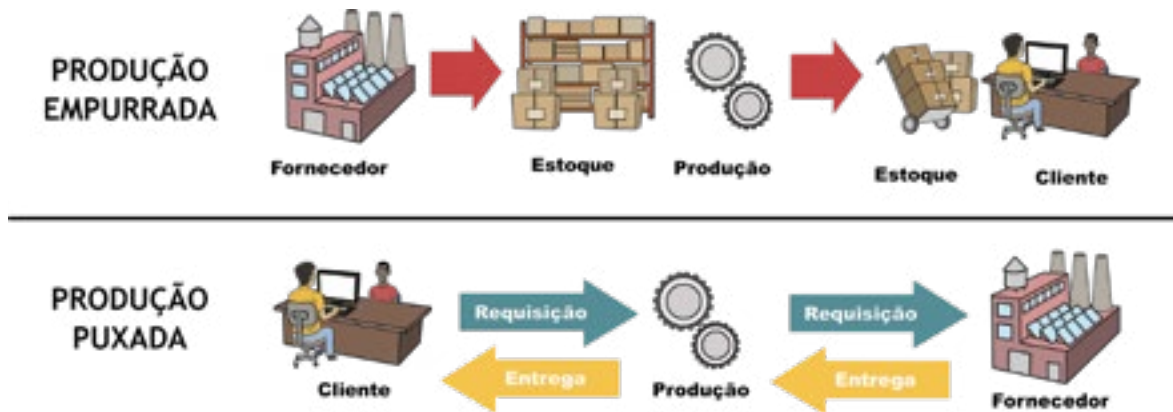 PRODUÇÃO
EMPURRADA
Fornecedor
Estoque
Produção
Estoque
Cliente
PRODUÇÃO
PUXADA
Requisição
Requisição
Entrega
Entrega
Cliente
Produção
Fornecedor